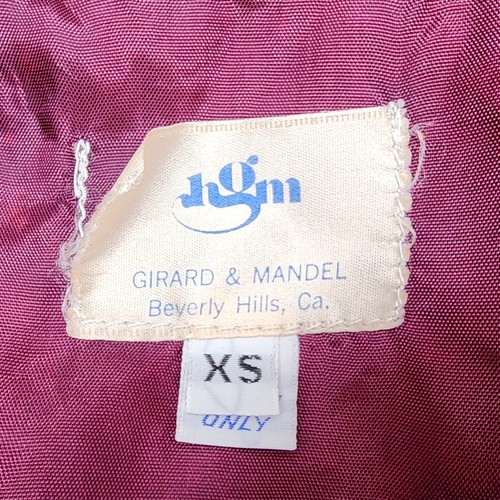 hgm
GIRARD & MANDEL
Beverly Hills, Ca.
XS
ONLY